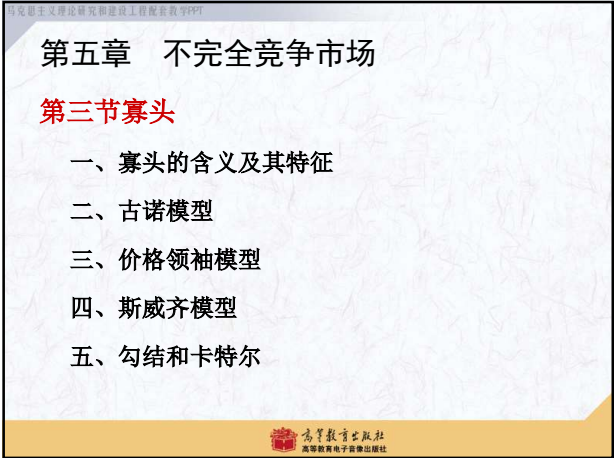 马克思主义理论研究和建设工程配套教学PPT
第五章 不完全竞争市场
第三节寡头
一、寡头的含义及其特征
二、古诺模型
三、价格领袖模型
四、斯威齐模型
五、勾结和卡特尔
高等教育出版社
高等教育电子音像出版社